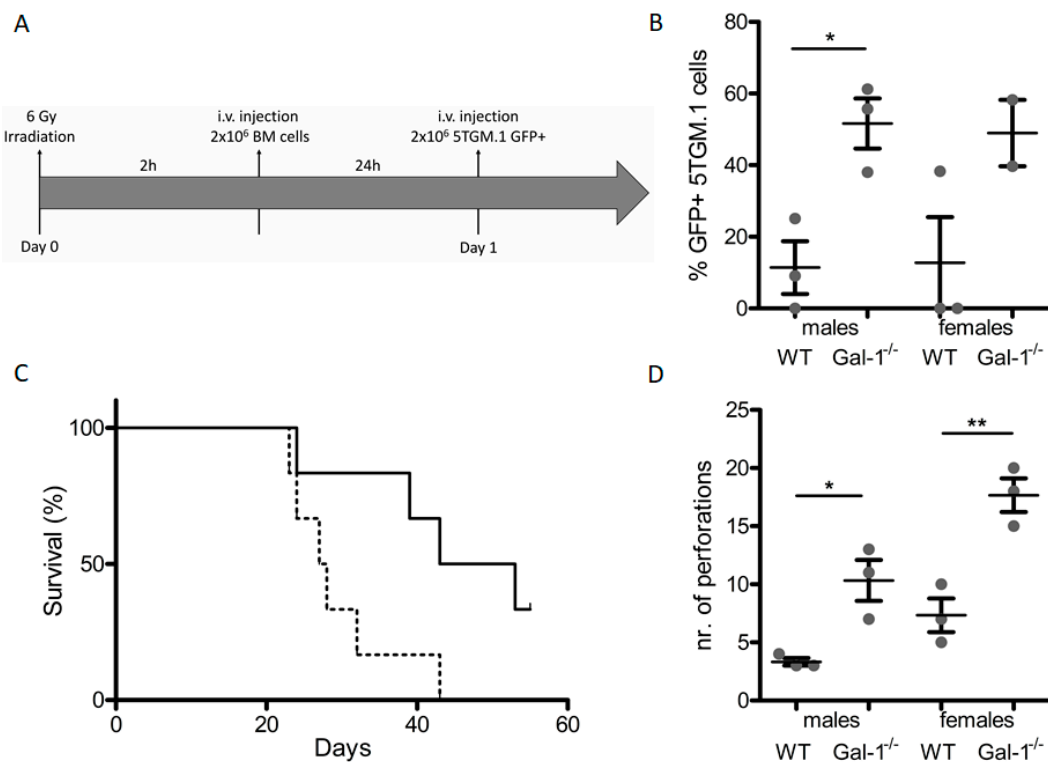 A
6 Gy
Irradiation
i.v. injection
2x10⁶ BM cells
i.v. injection
2x10⁶ 5TGM.1 GFP+
2h
24h
Day 0
Day 1
B
% GFP+ 5TGM.1 cells
80
60
40
20
0
*
males
females
WT
Gal-1⁻/⁻
WT
Gal-1⁻/⁻
C
Survival (%)
100
50
0
0
20
40
60
Days
D
nr. of perforations
25
20
15
10
5
0
*
**
males
females
WT
Gal-1⁻/⁻
WT
Gal-1⁻/⁻